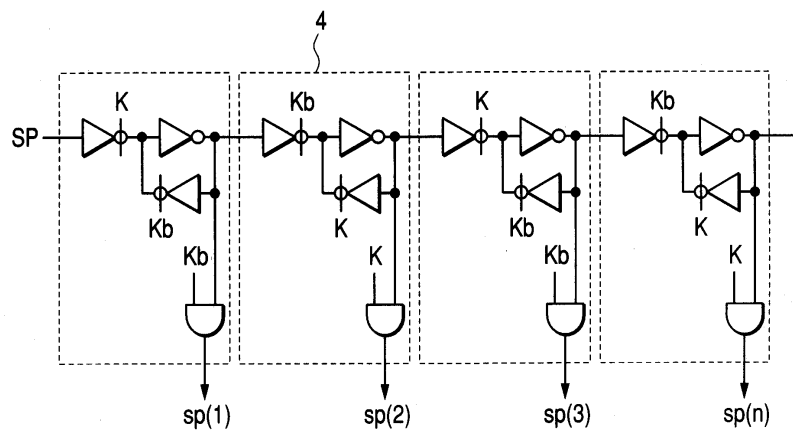 4
K Kb K Kb
SP
Kb K Kb K
Kb K Kb K
sp(1) sp(2) sp(3) sp(n)